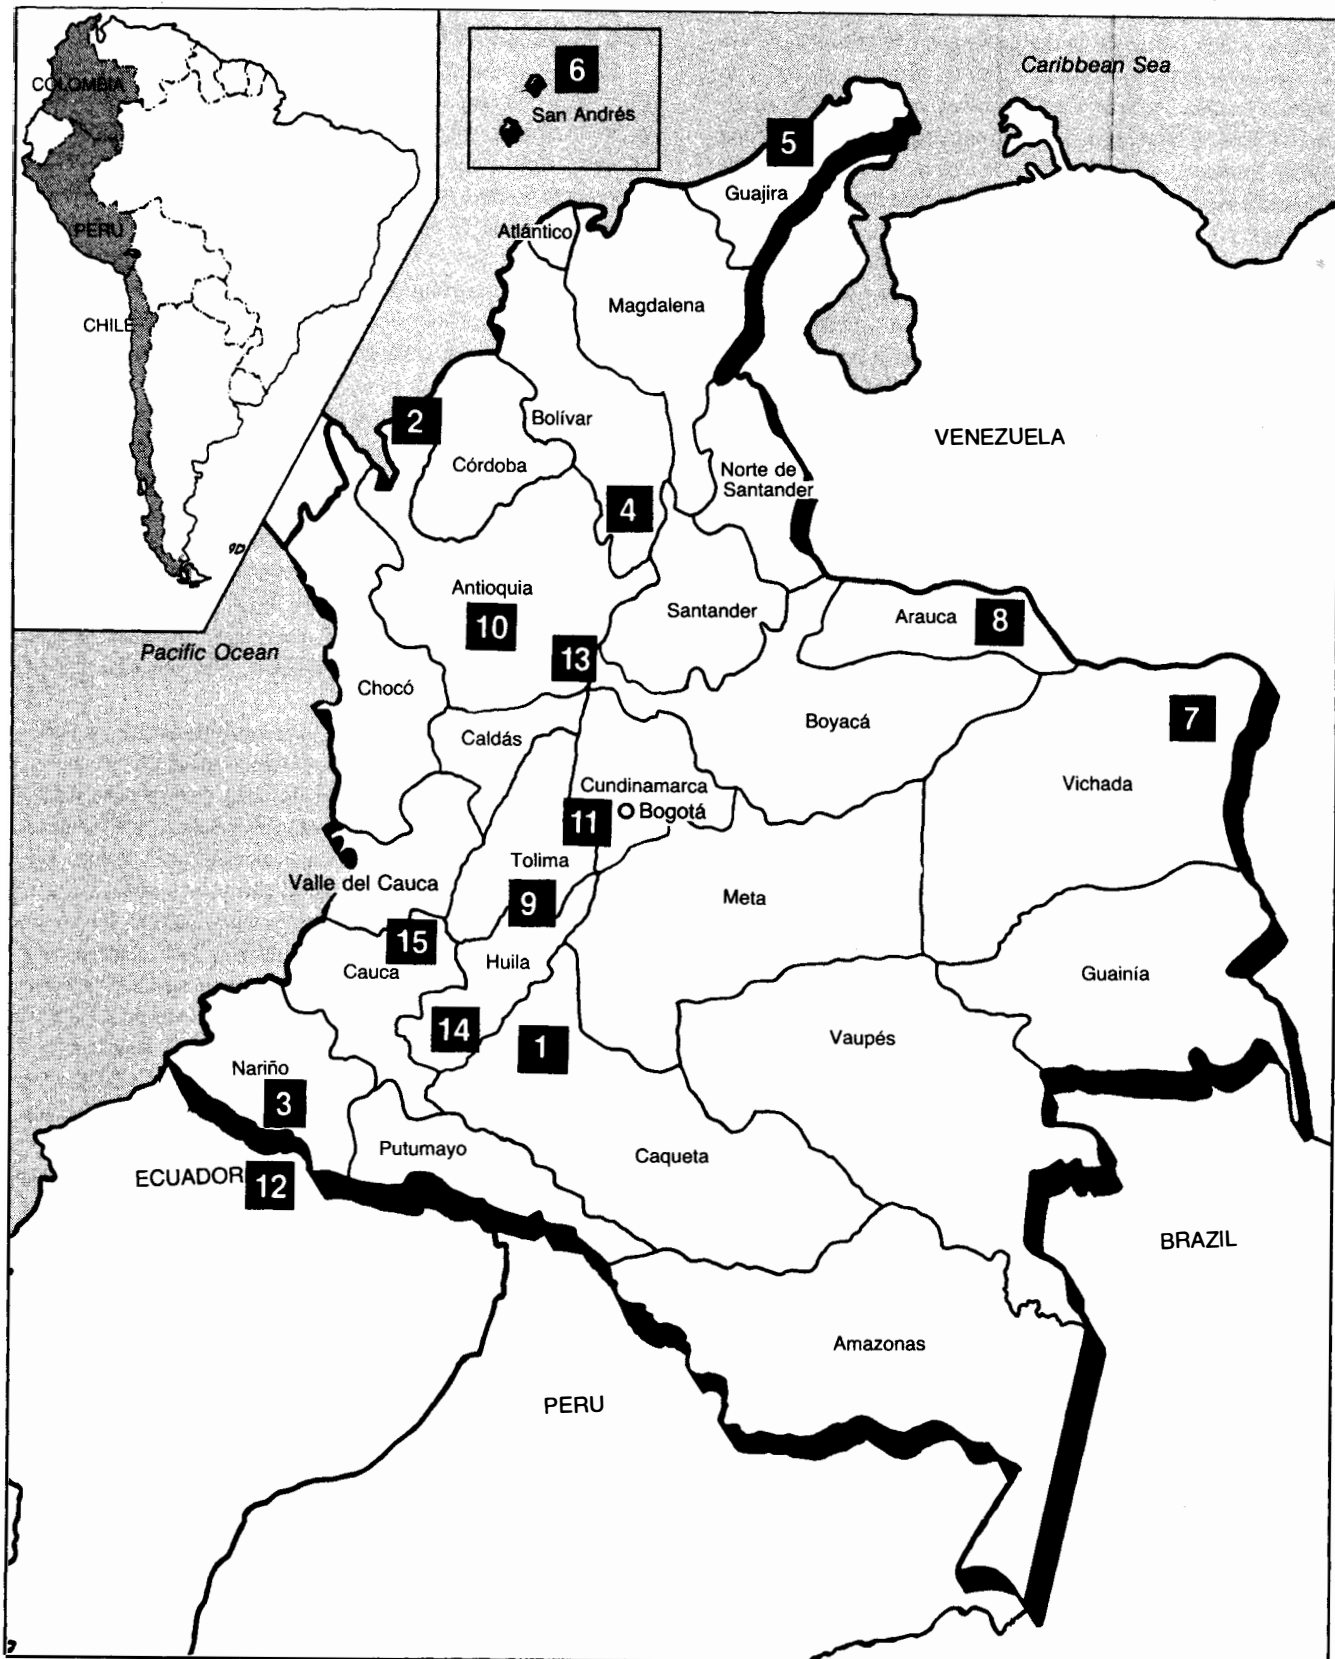 COLOMBIA
PERU
CHILE
6
San Andrés
Caribbean Sea
5
Guajira
Atlántico
Magdalena
2
Bolívar
VENEZUELA
Córdoba
Norte de
Santander
4
Antioquia
10
Santander
Arauca
8
Pacific Ocean
13
Chocó
7
Boyacá
Caldás
Vichada
Cundinamarca
Bogotá
11
Tolima
Valle del Cauca
9
Meta
15
Cauca
Huila
Guainía
14
1
Vaupés
Nariño
3
Putumayo
Caqueta
ECUADOR
12
BRAZIL
Amazonas
PERU